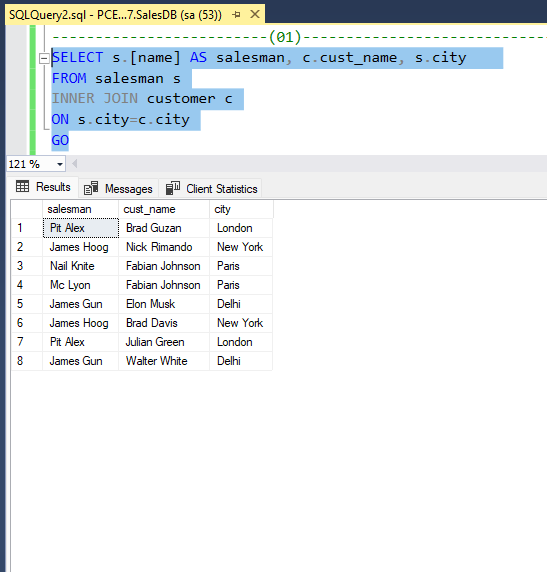 SQLQuery2.sql - PCE...7.SalesDB (sa (53))
--------------------------(01)------------------------------
SELECT s.[name] AS salesman, c.cust_name, s.city
FROM salesman s
INNER JOIN customer c
ON s.city=c.city
GO
121 %
Results Messages Client Statistics
salesman cust_name city
1 Pit Alex Brad Guzan London
2 James Hoog Nick Rimando New York
3 Nail Knite Fabian Johnson Paris
4 Mc Lyon Fabian Johnson Paris
5 James Gun Elon Musk Delhi
6 James Hoog Brad Davis New York
7 Pit Alex Julian Green London
8 James Gun Walter White Delhi